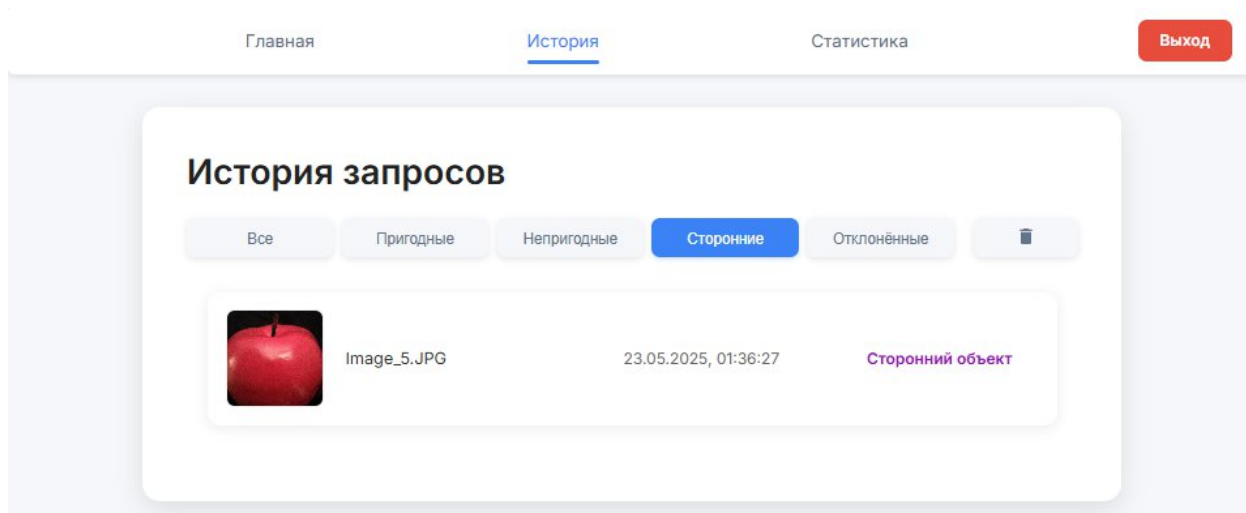 Главная История Статистика Выход
История запросов
Все Пригодные Непригодные Сторонние Отклонённые
Image_5.JPG 23.05.2025, 01:36:27 Сторонний объект